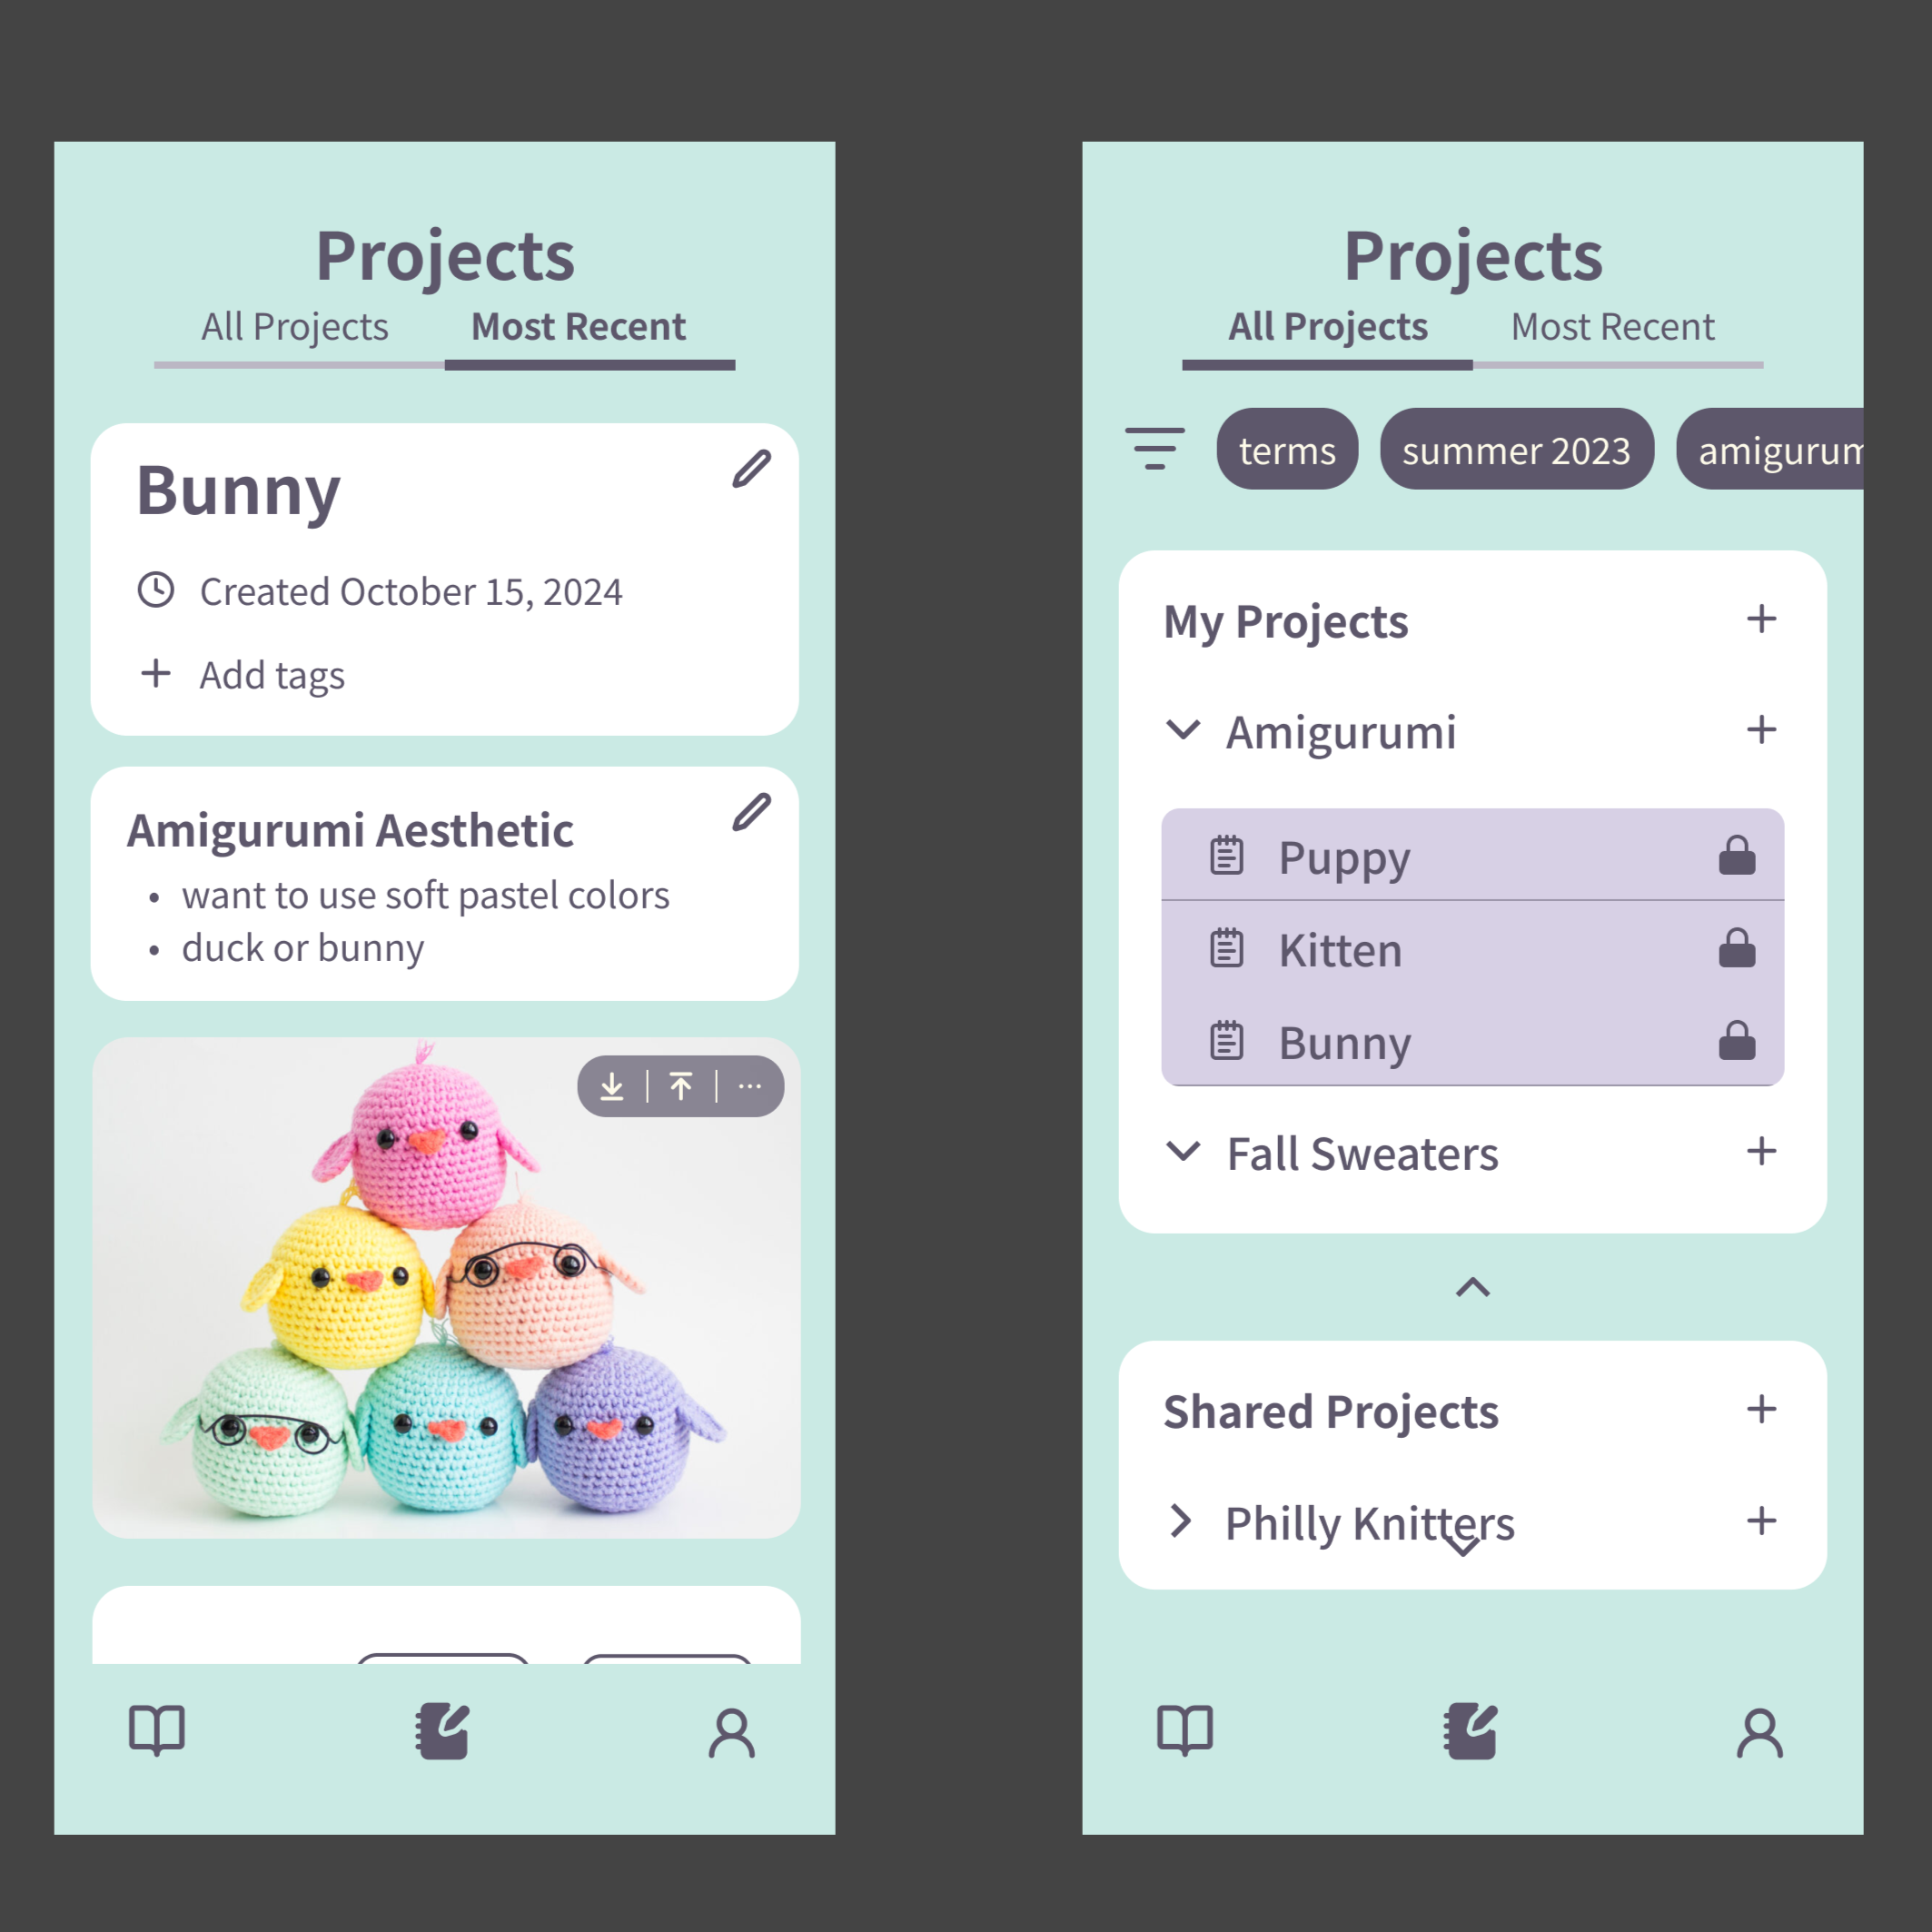 Projects
All Projects Most Recent
Bunny
Created October 15, 2024
Add tags
Amigurumi Aesthetic
• want to use soft pastel colors
• duck or bunny
Projects
All Projects Most Recent
terms summer 2023 amigurum
My Projects
Amigurumi
Puppy
Kitten
Bunny
Fall Sweaters
Shared Projects
Philly Knitters